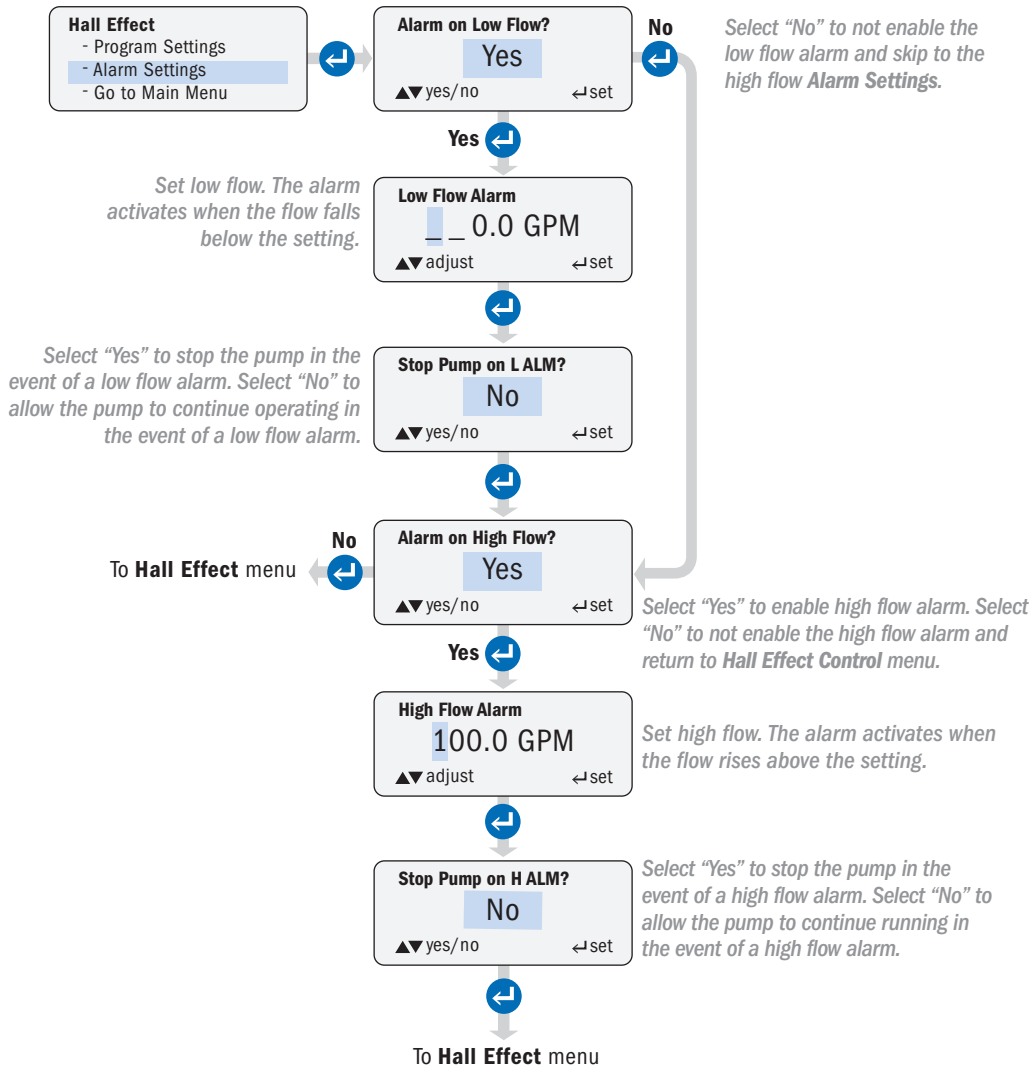 Hall Effect
- Program Settings
- Alarm Settings
- Go to Main Menu
Alarm on Low Flow?
Yes
▲▼ yes/no ↵ set
No
Select “No” to not enable the
low flow alarm and skip to the
high flow Alarm Settings.
Yes
Set low flow. The alarm
activates when the flow falls
below the setting.
Low Flow Alarm
_ _ 0.0 GPM
▲▼ adjust ↵ set
Select “Yes” to stop the pump in the
event of a low flow alarm. Select “No” to
allow the pump to continue operating in
the event of a low flow alarm.
Stop Pump on L ALM?
No
▲▼ yes/no ↵ set
To Hall Effect menu
No
Alarm on High Flow?
Yes
▲▼ yes/no ↵ set
Select “Yes” to enable high flow alarm. Select
“No” to not enable the high flow alarm and
return to Hall Effect Control menu.
Yes
High Flow Alarm
100.0 GPM
▲▼ adjust ↵ set
Set high flow. The alarm activates when
the flow rises above the setting.
Stop Pump on H ALM?
No
▲▼ yes/no ↵ set
Select “Yes” to stop the pump in the
event of a high flow alarm. Select “No” to
allow the pump to continue running in
the event of a high flow alarm.
To Hall Effect menu